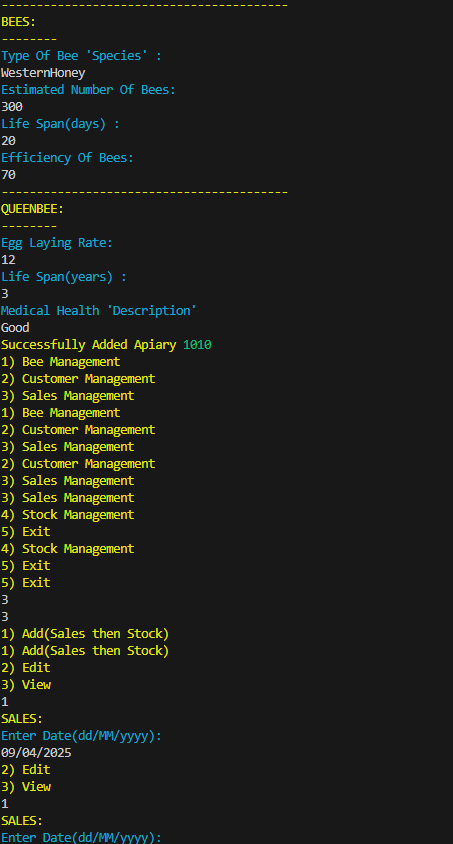 -----------------------------------------
BEES:
--------
Type Of Bee 'Species' :
WesternHoney
Estimated Number Of Bees:
300
Life Span(days) :
20
Efficiency Of Bees:
70
-----------------------------------------
QUEENBEE:
--------
Egg Laying Rate:
12
Life Span(years) :
3
Medical Health 'Description'
Good
Successfully Added Apiary 1010
1) Bee Management
2) Customer Management
3) Sales Management
1) Bee Management
2) Customer Management
3) Sales Management
2) Customer Management
3) Sales Management
3) Sales Management
4) Stock Management
5) Exit
4) Stock Management
5) Exit
5) Exit
3
3
1) Add(Sales then Stock)
1) Add(Sales then Stock)
2) Edit
3) View
1
SALES:
Enter Date(dd/MM/yyyy):
09/04/2025
2) Edit
3) View
1
SALES:
Enter Date(dd/MM/yyyy):